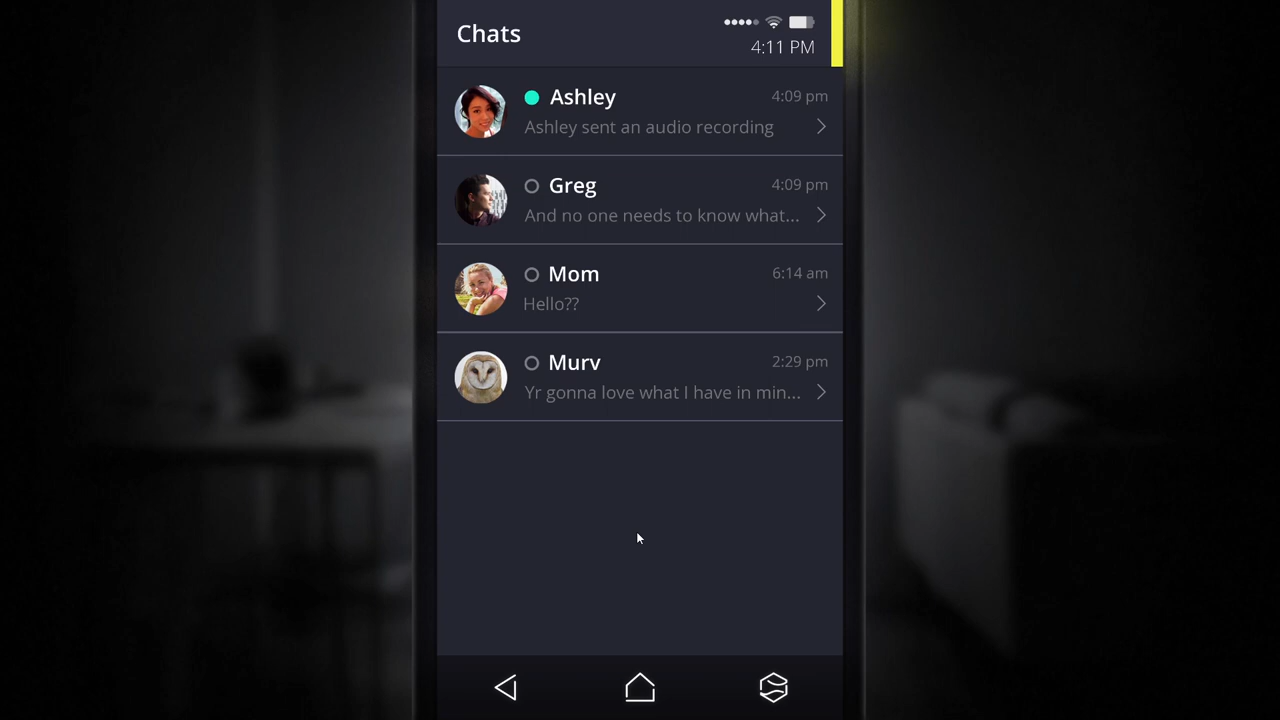 Chats
4:11 PM
Ashley
4:09 pm
Ashley sent an audio recording
Greg
4:09 pm
And no one needs to know what...
Mom
6:14 am
Hello??
Murv
2:29 pm
Yr gonna love what I have in min...